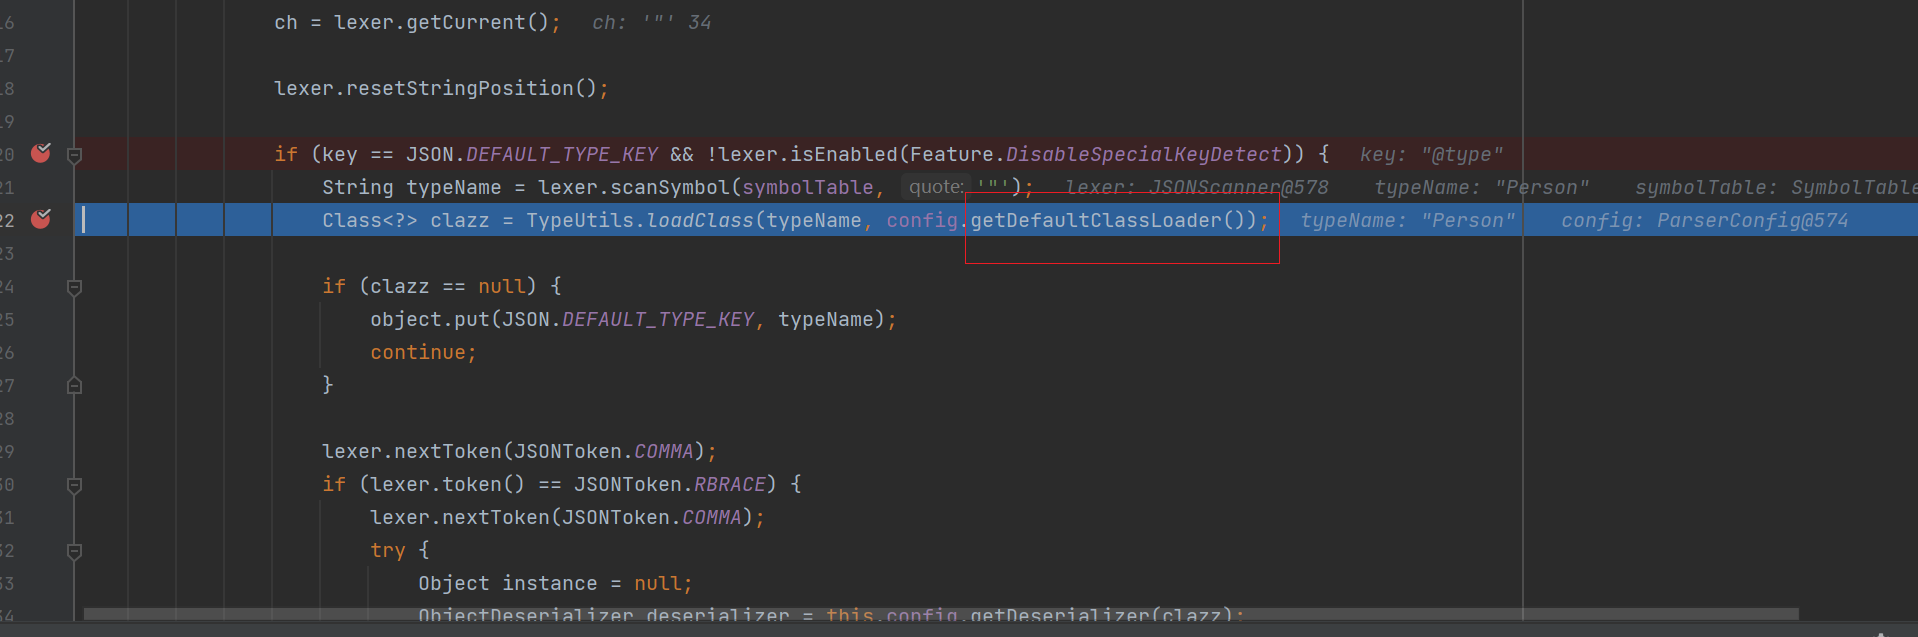 16 ch = lexer.getCurrent(); ch: '"' 34
17
18 lexer.resetStringPosition();
19
20 if (key == JSON.DEFAULT_TYPE_KEY && !lexer.isEnabled(Feature.DisableSpecialKeyDetect)) { key: "@type"
21 String typeName = lexer.scanSymbol(symbolTable, quote: '"'); lexer: JSONScanner@578 typeName: "Person" symbolTable: SymbolTable
22 Class<?> clazz = TypeUtils.loadClass(typeName, config.getDefaultClassLoader()); typeName: "Person" config: ParserConfig@574
23
24 if (clazz == null) {
25 object.put(JSON.DEFAULT_TYPE_KEY, typeName);
26 continue;
27 }
28
29 lexer.nextToken(JSONToken.COMMA);
30 if (lexer.token() == JSONToken.RBRACE) {
31 lexer.nextToken(JSONToken.COMMA);
32 try {
33 Object instance = null;
34 ObjectDeserializer deserializer = this.config.getDeserializer(clazz);